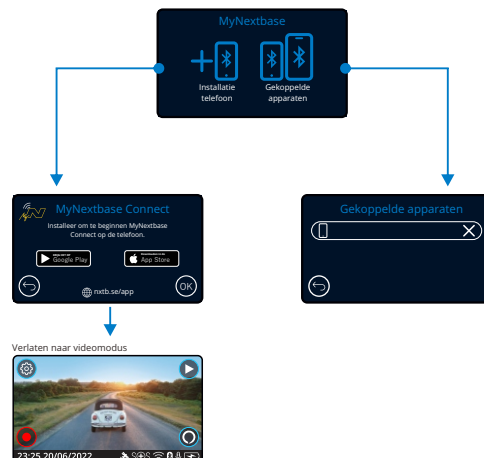 MyNextbase
Installatie
telefoon
Gekoppelde
apparaten
MyNextbase Connect
Installeer om te beginnen MyNextbase
Connect op de telefoon.
Google Play
App Store
OK
nxtb.se/app
Gekoppelde apparaten
Verlaten naar videomodus
23:25 20/06/2022
SOS